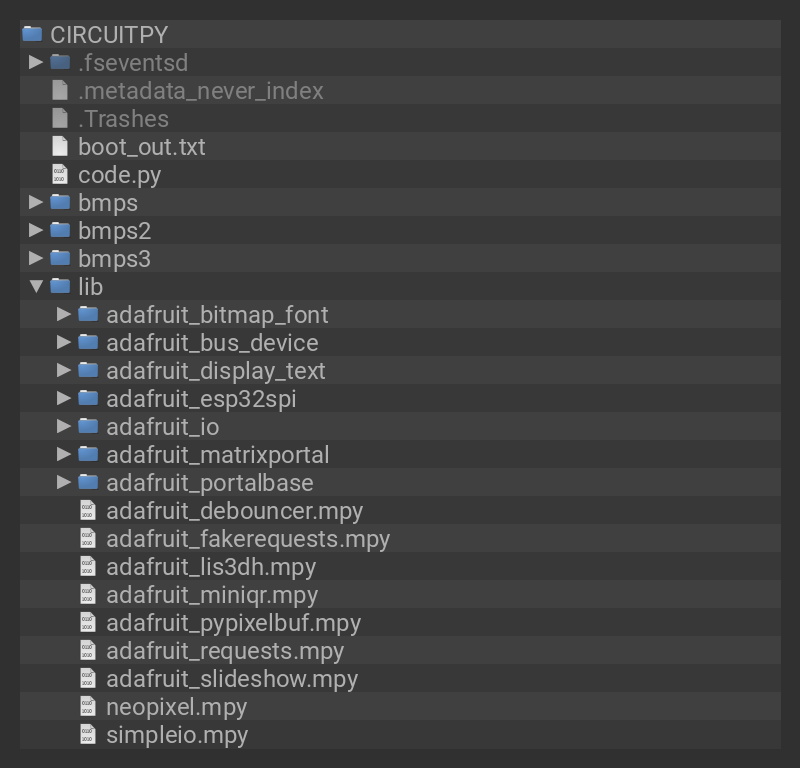 CIRCUITPY
.fseventsd
.metadata_never_index
.Trashes
boot_out.txt
code.py
bmps
bmps2
bmps3
lib
adafruit_bitmap_font
adafruit_bus_device
adafruit_display_text
adafruit_esp32spi
adafruit_io
adafruit_matrixportal
adafruit_portalbase
adafruit_debouncer.mpy
adafruit_fakerequests.mpy
adafruit_lis3dh.mpy
adafruit_miniqr.mpy
adafruit_pypixelbuf.mpy
adafruit_requests.mpy
adafruit_slideshow.mpy
neopixel.mpy
simpleio.mpy